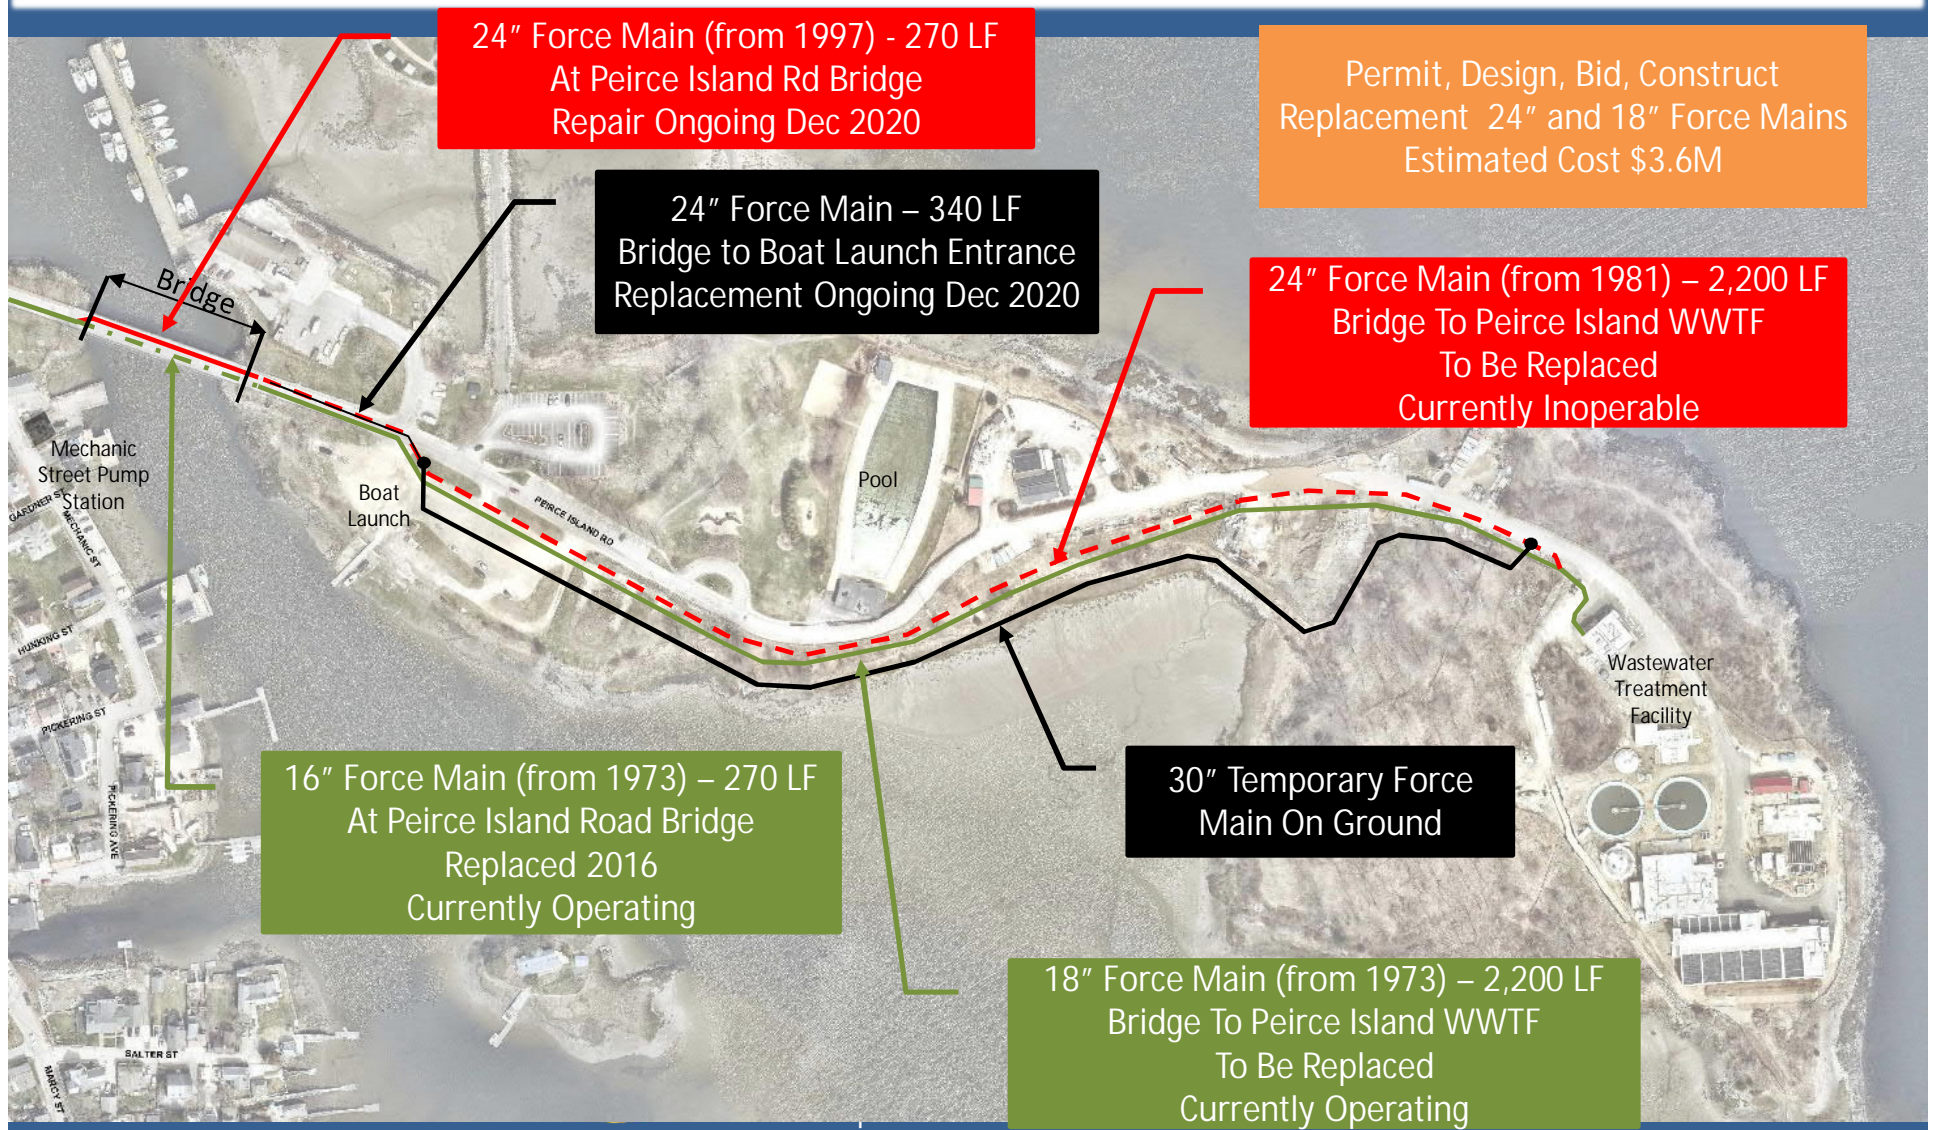 24″ Force Main (from 1997) - 270 LF
At Peirce Island Rd Bridge
Repair Ongoing Dec 2020
Permit, Design, Bid, Construct
Replacement 24″ and 18″ Force Mains
Estimated Cost $3.6M
24″ Force Main – 340 LF
Bridge to Boat Launch Entrance
Replacement Ongoing Dec 2020
24″ Force Main (from 1981) – 2,200 LF
Bridge To Peirce Island WWTF
To Be Replaced
Currently Inoperable
Bridge
Mechanic
Street Pump
Station
GARDNER ST
MECHANIC ST
Boat
Launch
PEIRCE ISLAND RD
Pool
HUNKING ST
PICKERING ST
PICKERING AVE
Wastewater
Treatment
Facility
16″ Force Main (from 1973) – 270 LF
At Peirce Island Road Bridge
Replaced 2016
Currently Operating
30″ Temporary Force
Main On Ground
18″ Force Main (from 1973) – 2,200 LF
Bridge To Peirce Island WWTF
To Be Replaced
Currently Operating
SALTER ST
MARCY ST